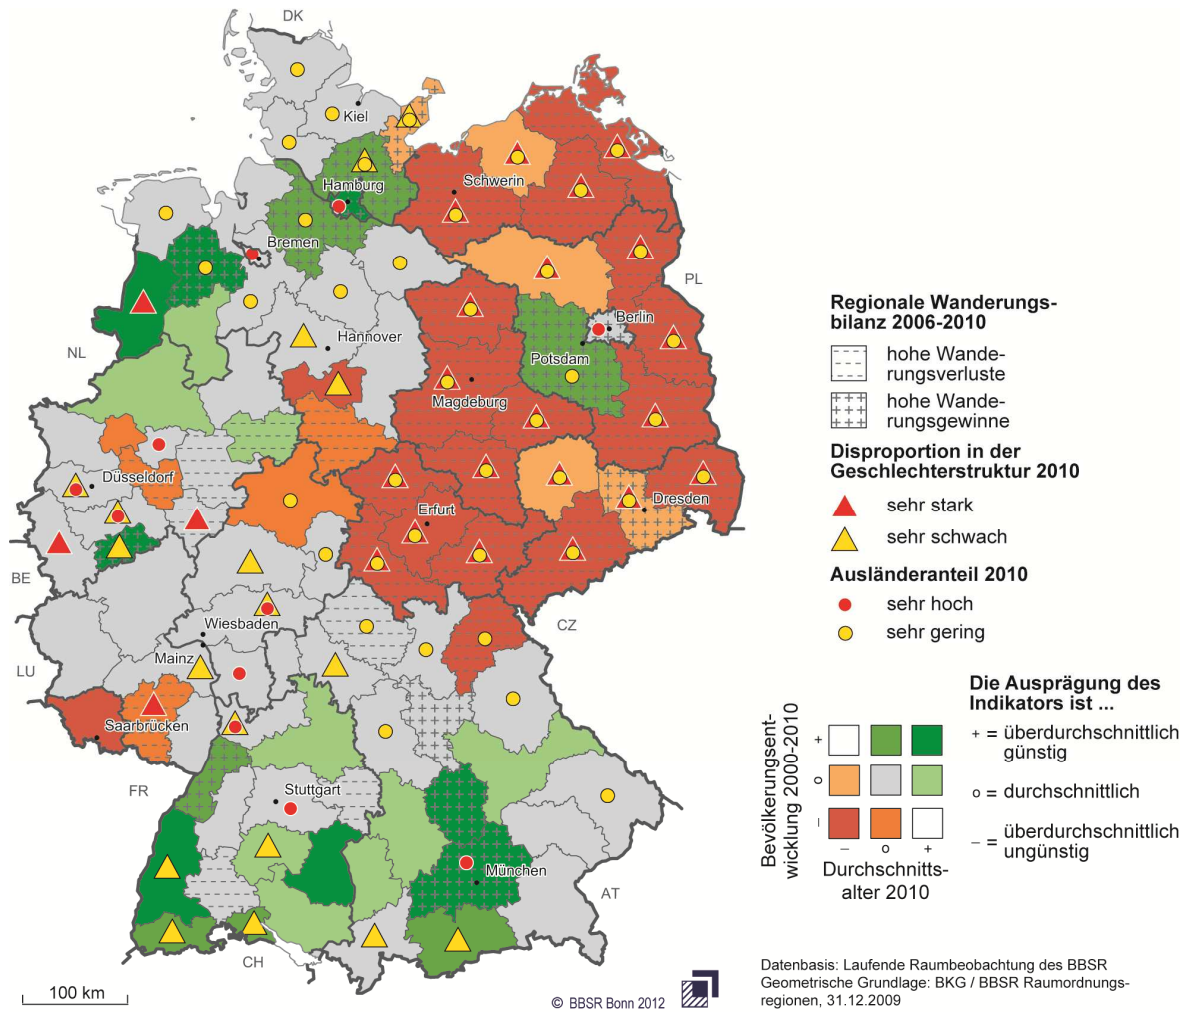 DK
Kiel
Hamburg
Schwerin
Bremen
PL
NL
Hannover
Berlin
Potsdam
Magdeburg
Düsseldorf
Erfurt
Dresden
BE
Wiesbaden
CZ
LU
Mainz
Saarbrücken
FR
Stuttgart
München
AT
CH
100 km
© BBSR Bonn 2012
Regionale Wanderungs-
bilanz 2006-2010
hohe Wande-
rungsverluste
hohe Wande-
rungsgewinne
Disproportion in der
Geschlechterstruktur 2010
sehr stark
sehr schwach
Ausländeranteil 2010
sehr hoch
sehr gering
Bevölkerungsent-
wicklung 2000-2010
+
o
–
– o +
Durchschnitts-
alter 2010
Die Ausprägung des
Indikators ist ...
+ = überdurchschnittlich
günstig
o = durchschnittlich
– = überdurchschnittlich
ungünstig
Datenbasis: Laufende Raumbeobachtung des BBSR
Geometrische Grundlage: BKG / BBSR Raumordnungs-
regionen, 31.12.2009